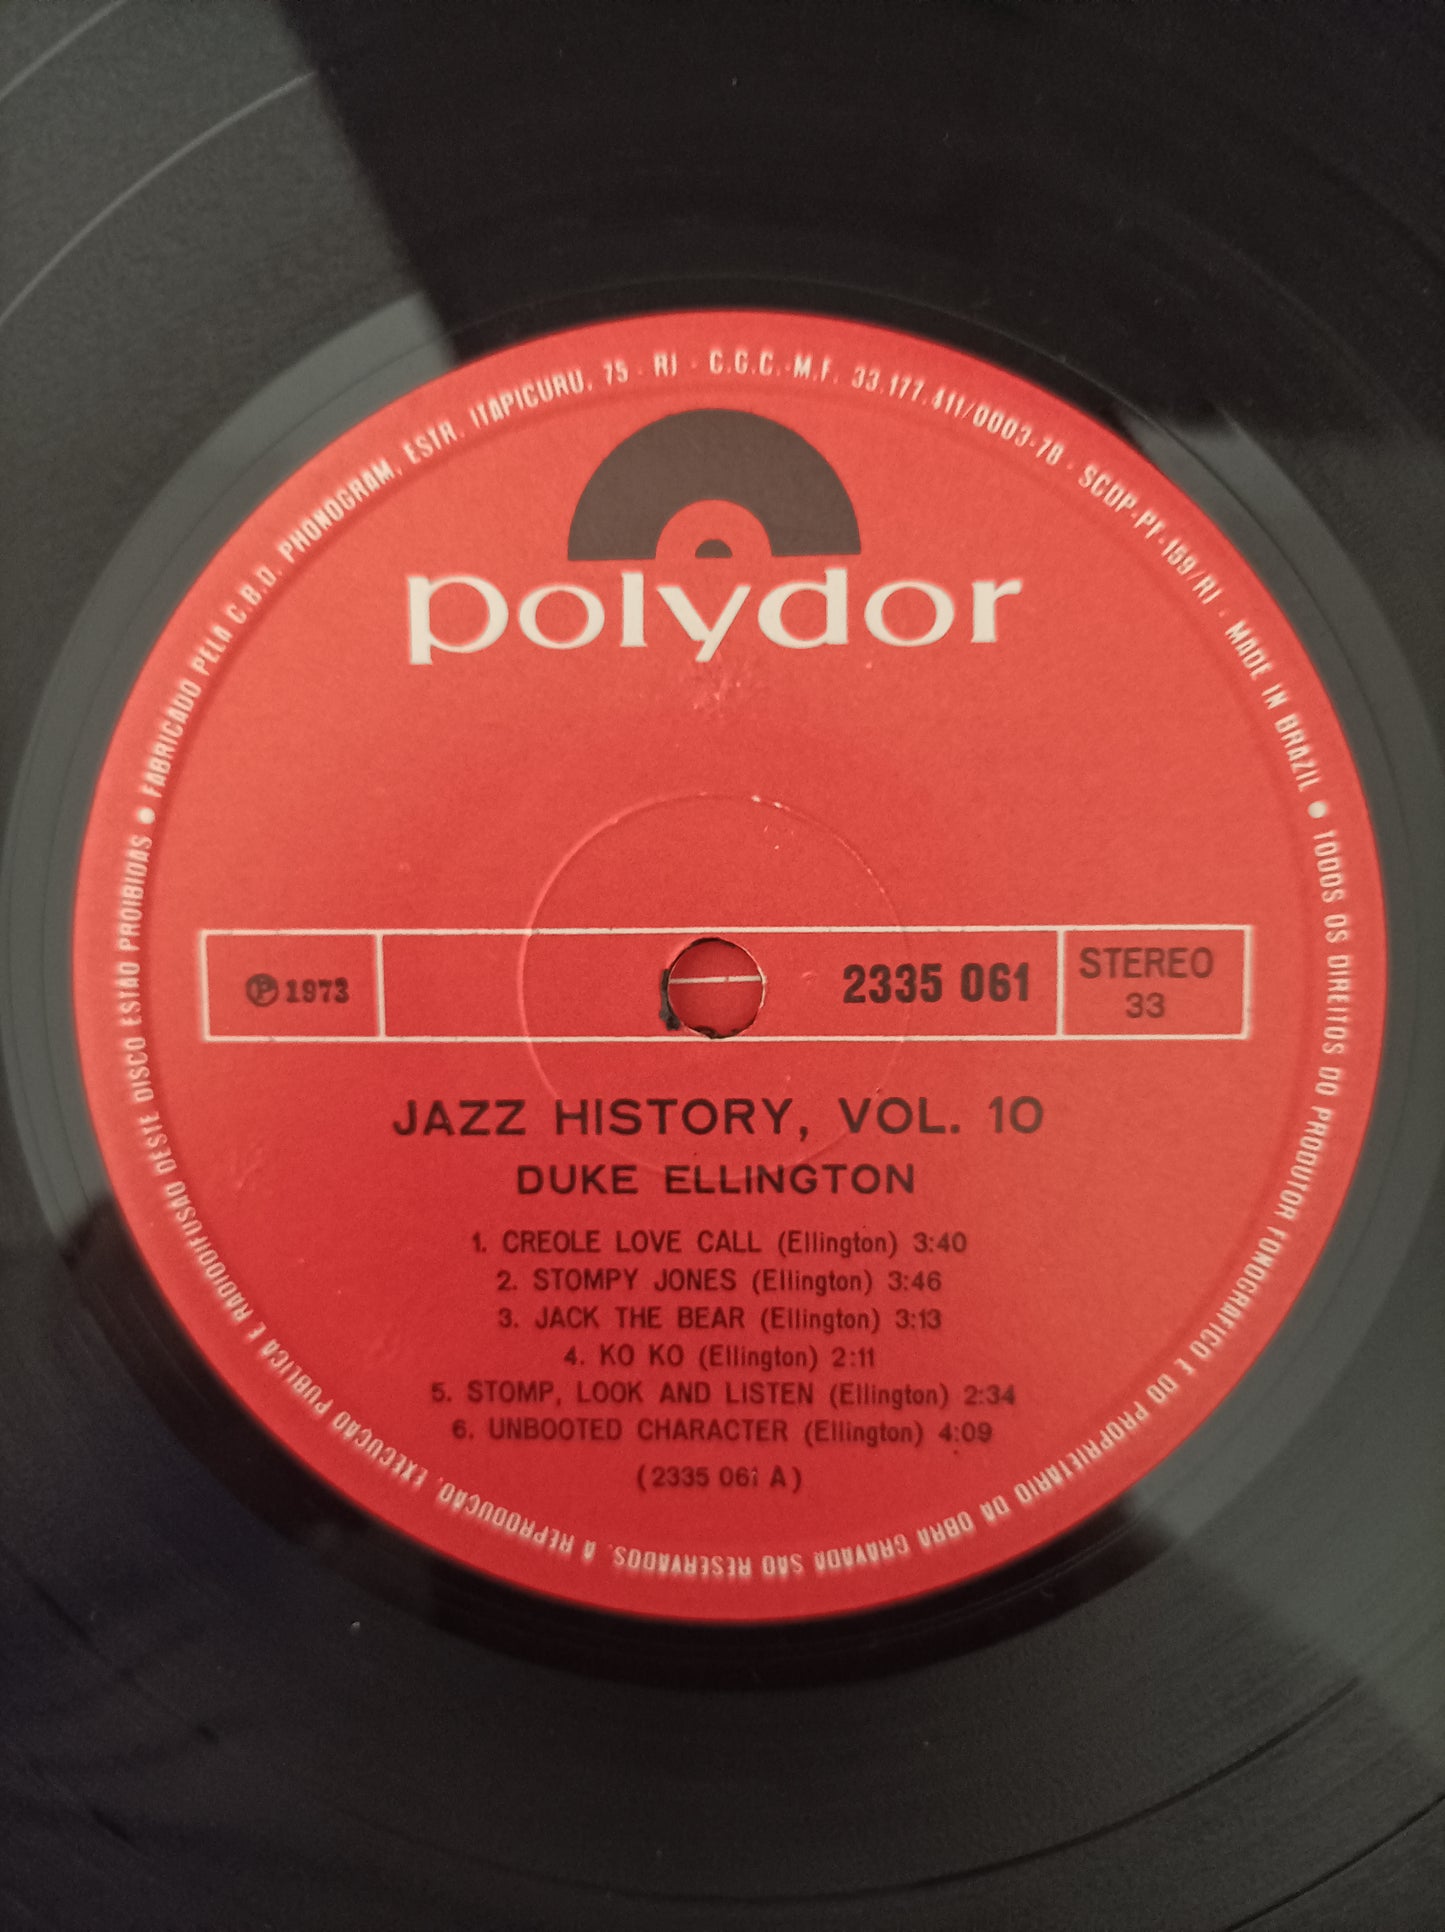 FABRICADO PELA C.B.D. PHONOGRAM, ESTR. ITAPICURU, 75 - RJ - C.G.C.-M.F. 33.177.411/0003-78 - SCDP-PF-159/RJ - MADE IN BRAZIL
polydor
℗1973
2335 061
STEREO
33
JAZZ HISTORY, VOL. 10
DUKE ELLINGTON
1. CREOLE LOVE CALL (Ellington) 3:40
2. STOMPY JONES (Ellington) 3:46
3. JACK THE BEAR (Ellington) 3:13
4. KO KO (Ellington) 2:11
5. STOMP, LOOK AND LISTEN (Ellington) 2:34
6. UNBOOTED CHARACTER (Ellington) 4:09
(2335 061 A)
• TODOS OS DIREITOS DO PRODUTOR FONOGRAFICO E DO PROPRIETARIO DA OBRA GRAVADA SÃO RESERVADOS. A REPRODUÇÃO, EXECUÇÃO PUBLICA E RADIODIFUSÃO DESTE DISCO ESTÃO PROIBIDAS •